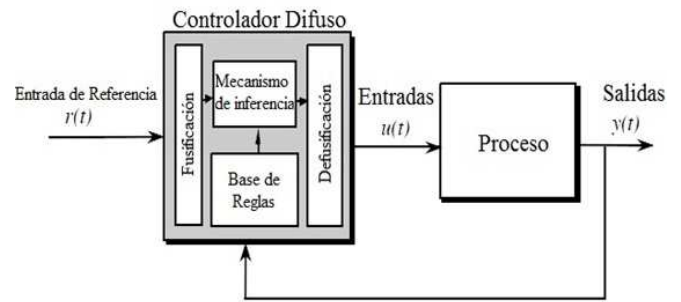 Controlador Difuso
Entrada de Referencia
r(t)
Fusificación
Mecanismo
de inferencia
Base de
Reglas
Defusificación
Entradas
u(t)
Proceso
Salidas
y(t)